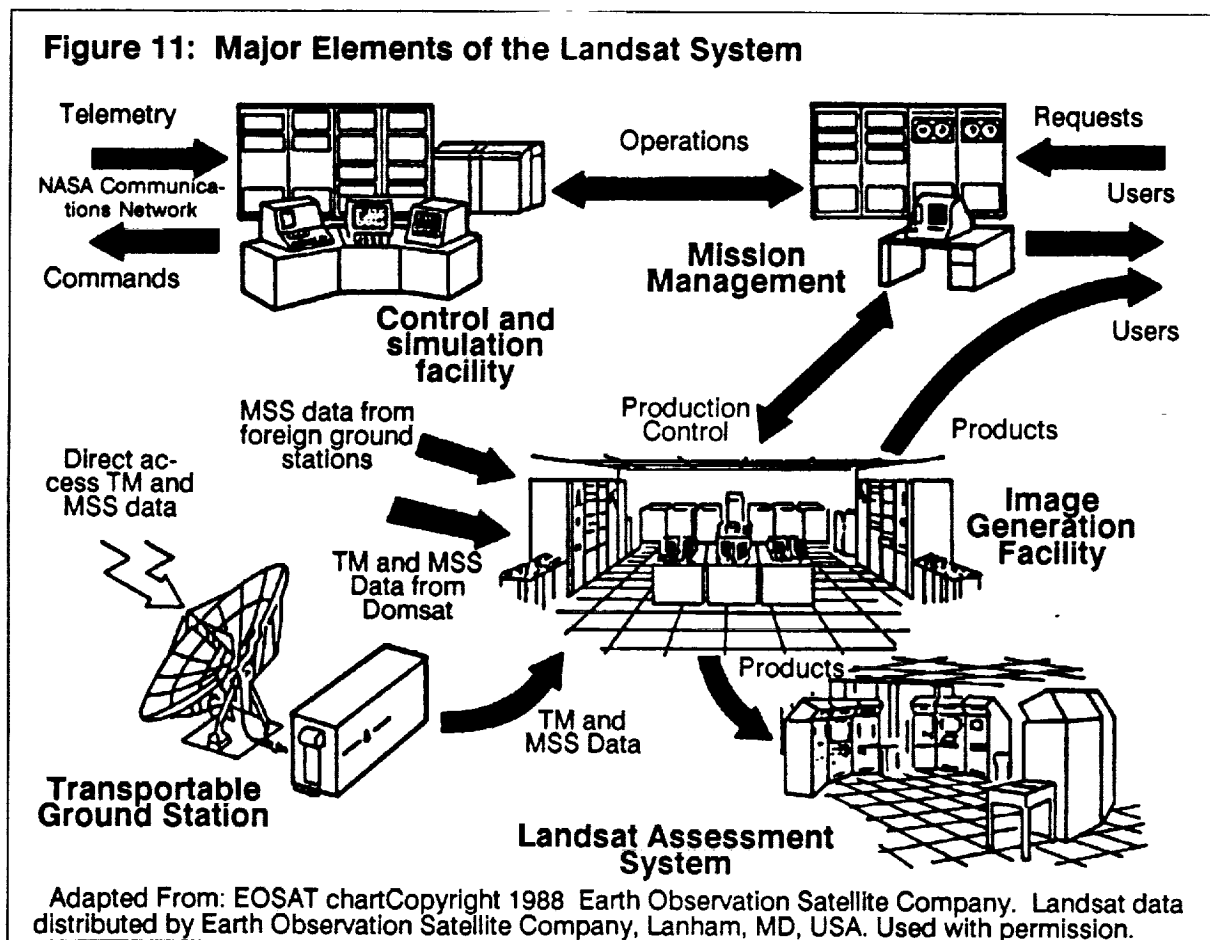 Figure 11: Major Elements of the Landsat System
Telemetry
NASA Communica-
tions Network
Commands
Control and
simulation
facility
Operations
Mission
Management
Requests
Users
Users
MSS data from
foreign ground
stations
Production
Control
Products
Direct ac-
cess TM and
MSS data
TM and MSS
Data from
Domsat
Image
Generation
Facility
Products
TM and
MSS Data
Transportable
Ground Station
Landsat Assessment
System
Adapted From: EOSAT chartCopyright 1988 Earth Observation Satellite Company. Landsat data
distributed by Earth Observation Satellite Company, Lanham, MD, USA. Used with permission.